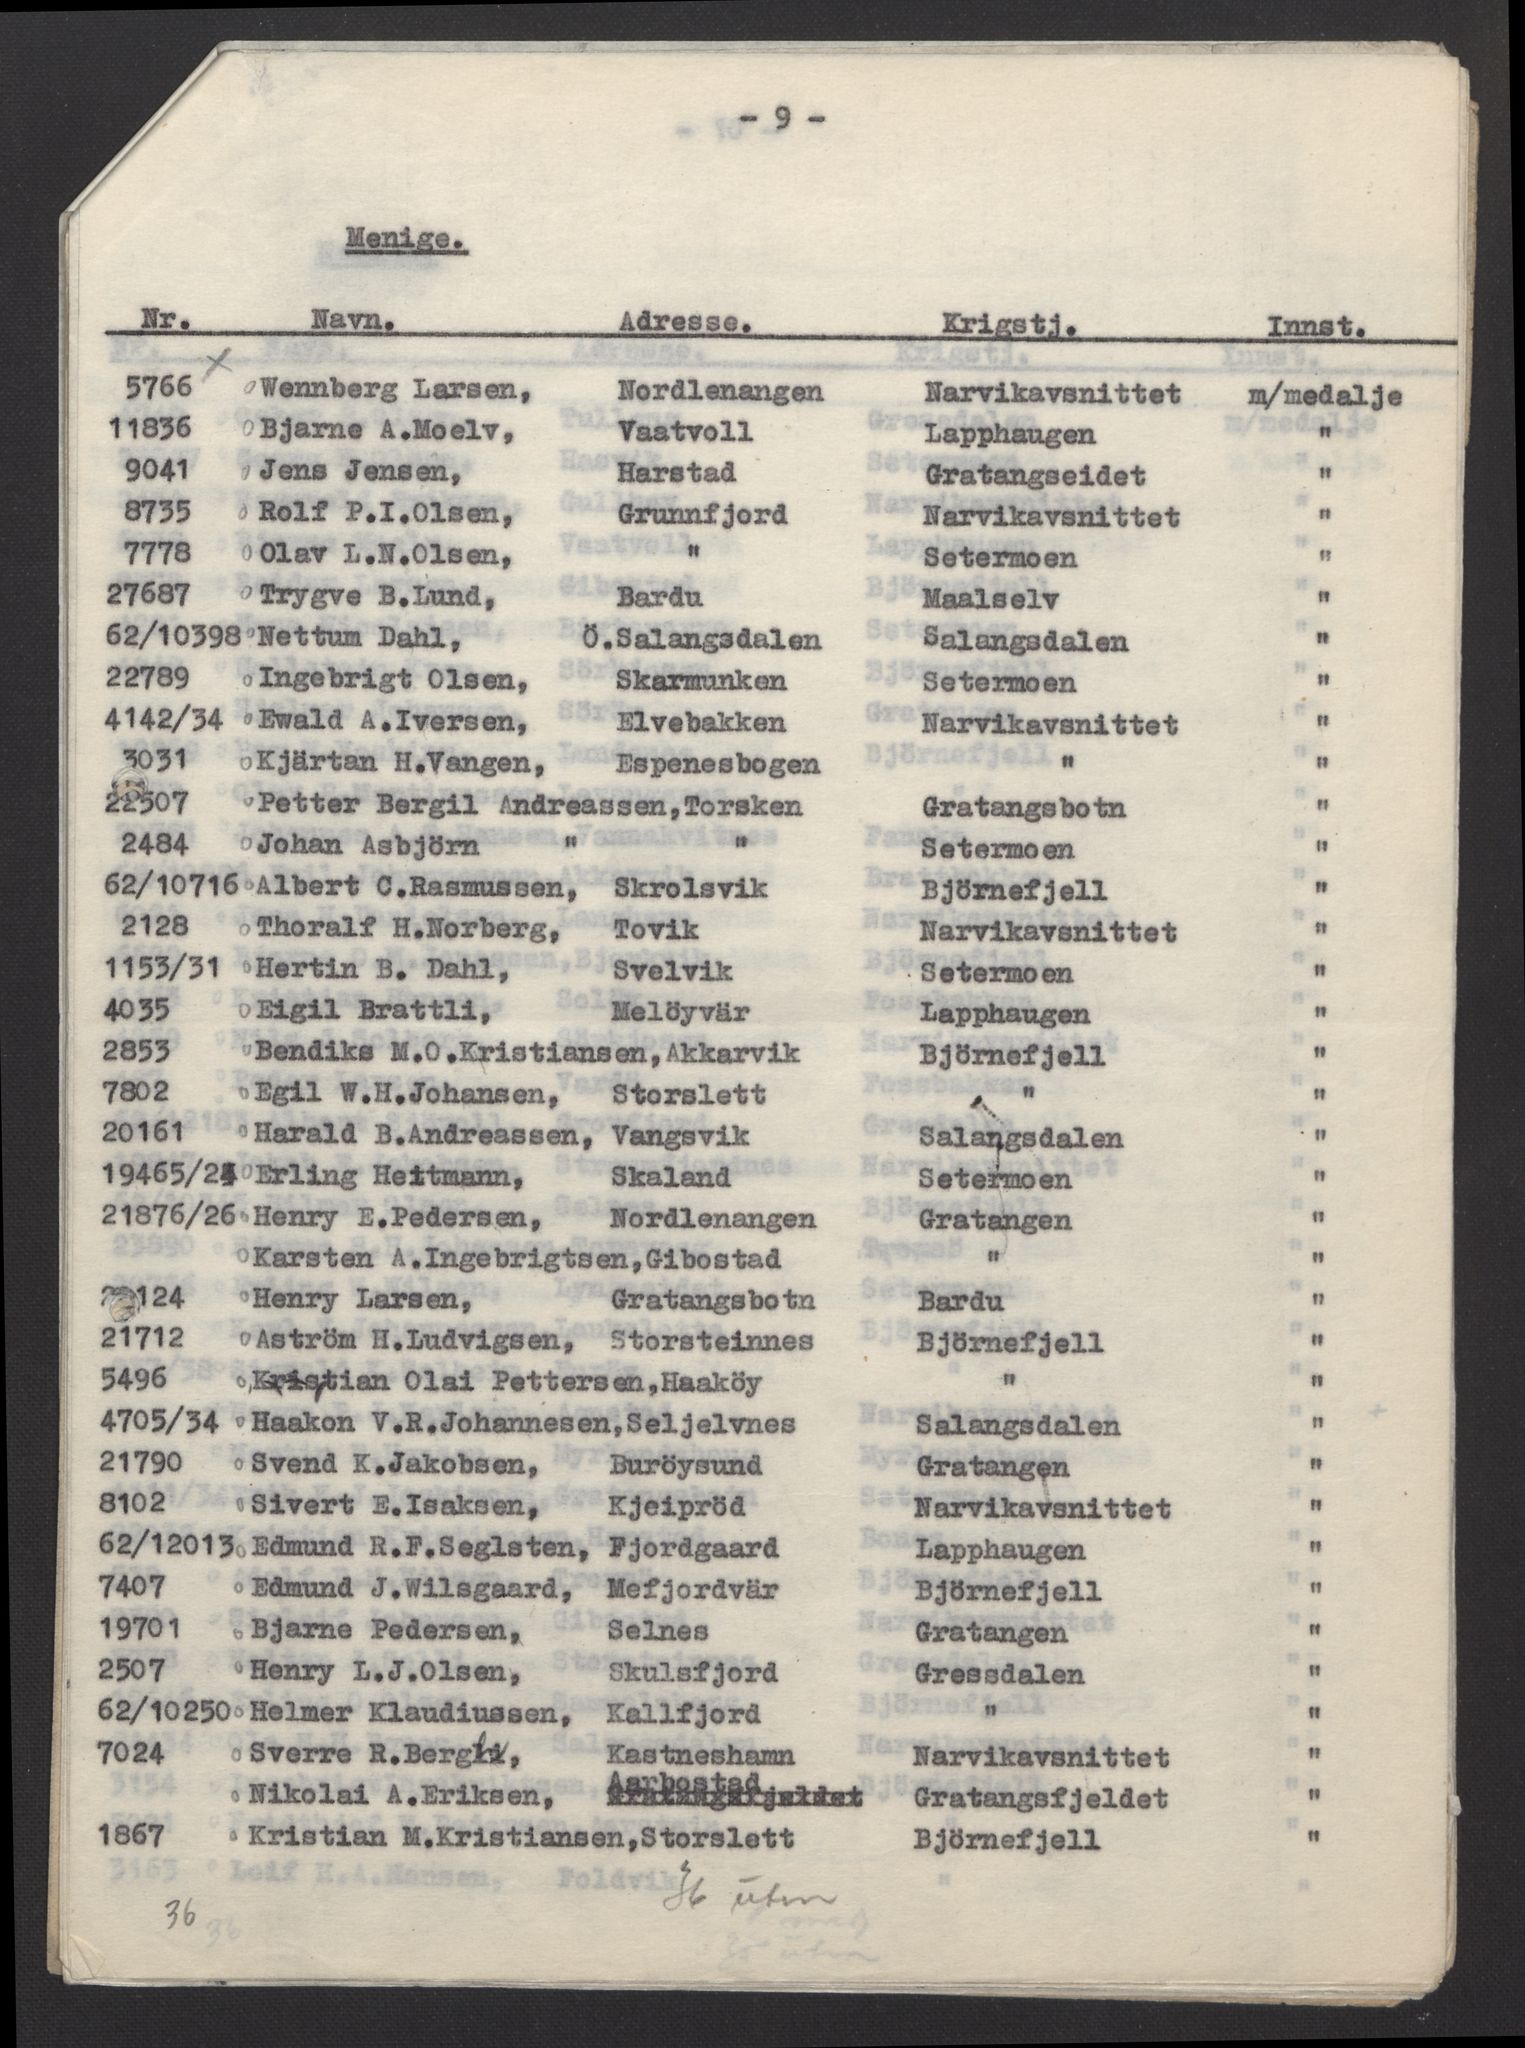 - 9 -
Menige.
Nr. Navn. Adresse. Krigstj. Innst.
5766 Wennberg Larsen, Nordlenangen Narvikavsnittet m/medalje
11836 Bjarne A.Moelv, Vaatvoll Lapphaugen "
9041 Jens Jensen, Harstad Gratangseidet "
8735 Rolf P.I.Olsen, Grunnfjord Narvikavsnittet "
7778 Olav L.N.Olsen, " Setermoen "
27687 Trygve B.Lund, Bardu Maalselv "
62/10398 Nettum Dahl, Ö.Salangsdalen Salangsdalen "
22789 Ingebrigt Olsen, Skarmunken Setermoen "
4142/34 Ewald A.Iversen, Elvebakken Narvikavsnittet "
3031 Kjärtan H.Vangen, Espenesbogen " "
22507 Petter Bergil Andreassen, Torsken Gratangsbotn "
2484 Johan Asbjörn " " Setermoen "
62/10716 Albert C.Rasmussen, Skrolsvik Björnefjell "
2128 Thoralf H.Norberg, Tovik Narvikavsnittet "
1153/31 Hertin B. Dahl, Svelvik Setermoen "
4035 Eigil Brattli, Melöyvär Lapphaugen "
2853 Bendiks M.O.Kristiansen, Akkarvik Björnefjell "
7802 Egil W.H.Johansen, Storslett " "
20161 Harald B.Andreassen, Vangsvik Salangsdalen "
19465/24 Erling Heitmann, Skaland Setermoen "
21876/26 Henry E.Pedersen, Nordlenangen Gratangen "
Karsten A.Ingebrigtsen, Gibostad " "
124 Henry Larsen, Gratangsbotn Bardu "
21712 Aström H.Ludvigsen, Storsteinnes Björnefjell "
5496 Kristian Olai Pettersen, Haaköy " "
4705/34 Haakon V.R.Johannesen, Seljelvnes Salangsdalen "
21790 Svend K.Jakobsen, Buröysund Gratangen "
8102 Sivert E.Isaksen, Kjeipröd Narvikavsnittet "
62/12013 Edmund R.F.Seglsten, Fjordgaard Lapphaugen "
7407 Edmund J.Wilsgaard, Mefjordvär Björnefjell "
19701 Bjarne Pedersen, Selnes Gratangen "
2507 Henry L.J.Olsen, Skulsfjord Gressdalen "
62/10250 Helmer Klaudiussen, Kallfjord " "
7024 Sverre R.Bergli, Kastneshamn Narvikavsnittet "
Nikolai A.Eriksen, Aarbostad Gratangsfjeldet Gratangsfjeldet "
1867 Kristian M.Kristiansen, Storslett Björnefjell "
36 uten
36